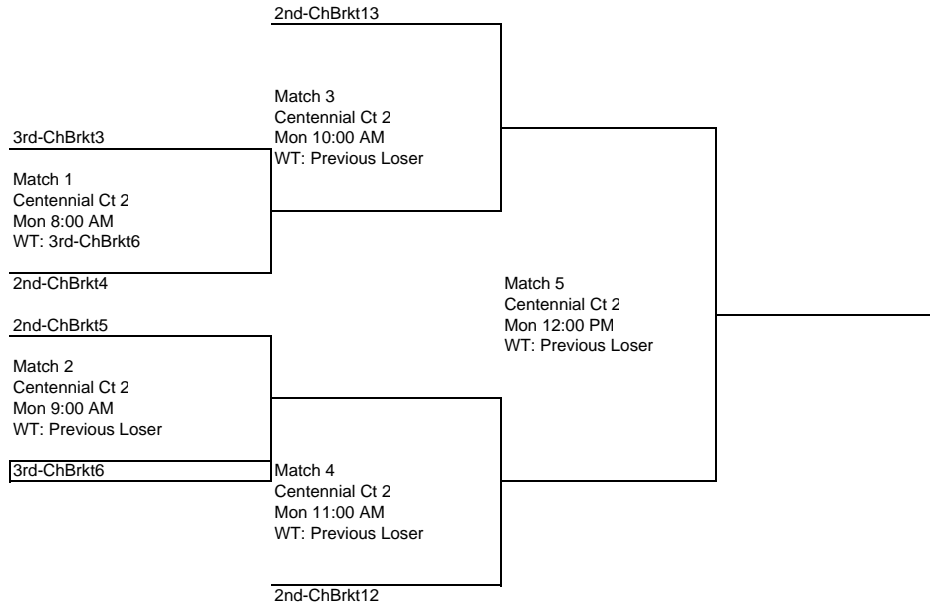 2nd-ChBrkt13
Match 3
Centennial Ct 2
Mon 10:00 AM
WT: Previous Loser
3rd-ChBrkt3
Match 1
Centennial Ct 2
Mon 8:00 AM
WT: 3rd-ChBrkt6
2nd-ChBrkt4
2nd-ChBrkt5
Match 2
Centennial Ct 2
Mon 9:00 AM
WT: Previous Loser
3rd-ChBrkt6
Match 4
Centennial Ct 2
Mon 11:00 AM
WT: Previous Loser
2nd-ChBrkt12
Match 5
Centennial Ct 2
Mon 12:00 PM
WT: Previous Loser